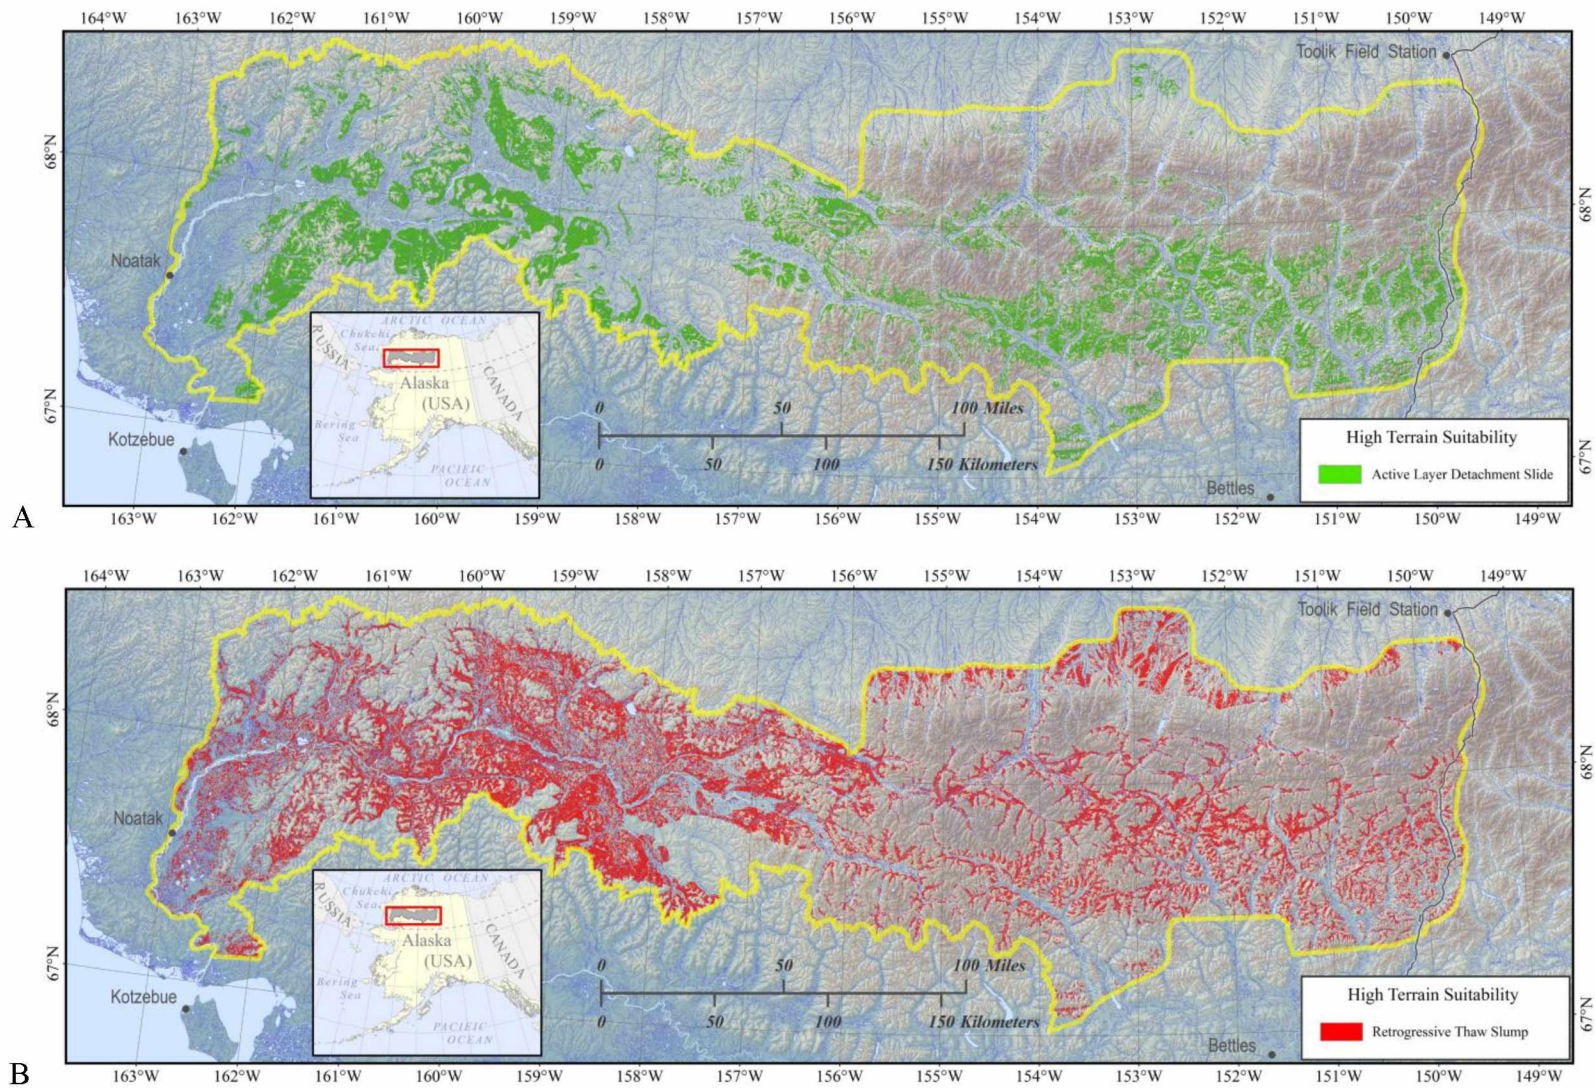 164°W 163°W 162°W 161°W 160°W 159°W 158°W 157°W 156°W 155°W 154°W 153°W 152°W 151°W 150°W 149°W
Toolik Field Station
68°N
68°N
Noatak
67°N
67°N
Kotzebue
ARCTIC OCEAN
Chukchi
Sea
RUSSIA
Alaska
(USA)
CANADA
Bering
Sea
PACIFIC
OCEAN
0 50 100 Miles
0 50 100 150 Kilometers
Bettles
High Terrain Suitability
Active Layer Detachment Slide
A
163°W 162°W 161°W 160°W 159°W 158°W 157°W 156°W 155°W 154°W 153°W 152°W 151°W 150°W 149°W
164°W 163°W 162°W 161°W 160°W 159°W 158°W 157°W 156°W 155°W 154°W 153°W 152°W 151°W 150°W 149°W
Toolik Field Station
68°N
68°N
Noatak
67°N
67°N
Kotzebue
ARCTIC OCEAN
Chukchi
Sea
RUSSIA
Alaska
(USA)
CANADA
Bering
Sea
PACIFIC
OCEAN
0 50 100 Miles
0 50 100 150 Kilometers
Bettles
High Terrain Suitability
Retrogressive Thaw Slump
B
163°W 162°W 161°W 160°W 159°W 158°W 157°W 156°W 155°W 154°W 153°W 152°W 151°W 150°W 149°W